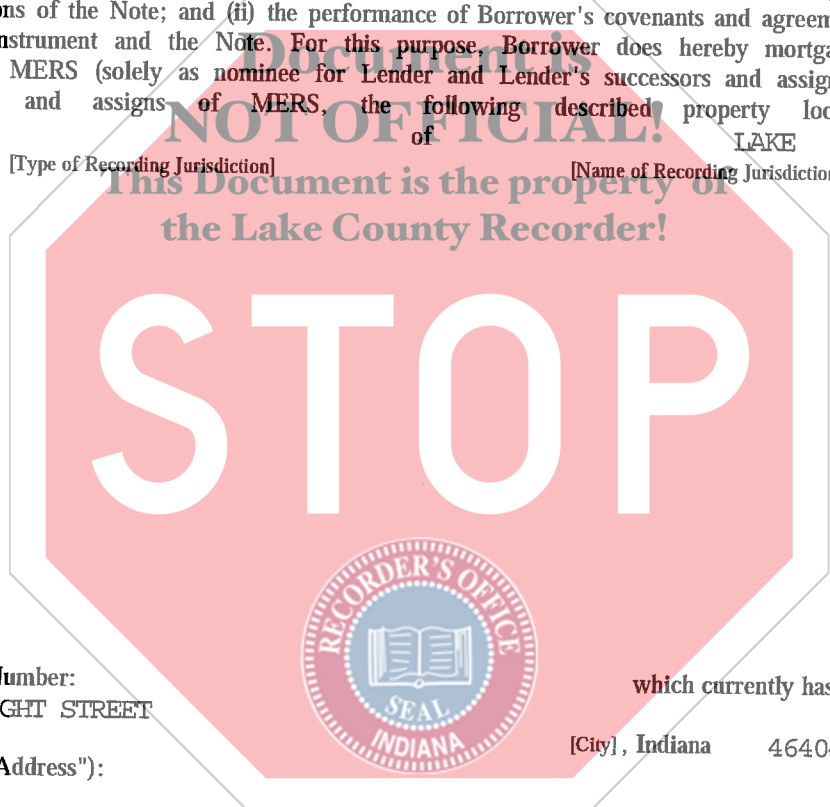 ns of the Note; and (ii) the performance of Borrower's covenants and agreem
nstrument and the Note. For this purpose, Borrower does hereby mortga
MERS (solely as nominee for Lender and Lender's successors and assign
and assigns of MERS, the following described property loc
of LAKE
[Type of Recording Jurisdiction] [Name of Recording Jurisdiction
Document is
NOT OFFICIAL!
This Document is the property of
the Lake County Recorder!
STOP
RECORDER'S OFFICE
SEAL
INDIANA
umber: which currently has
GHT STREET
[City], Indiana 4640
Address"):